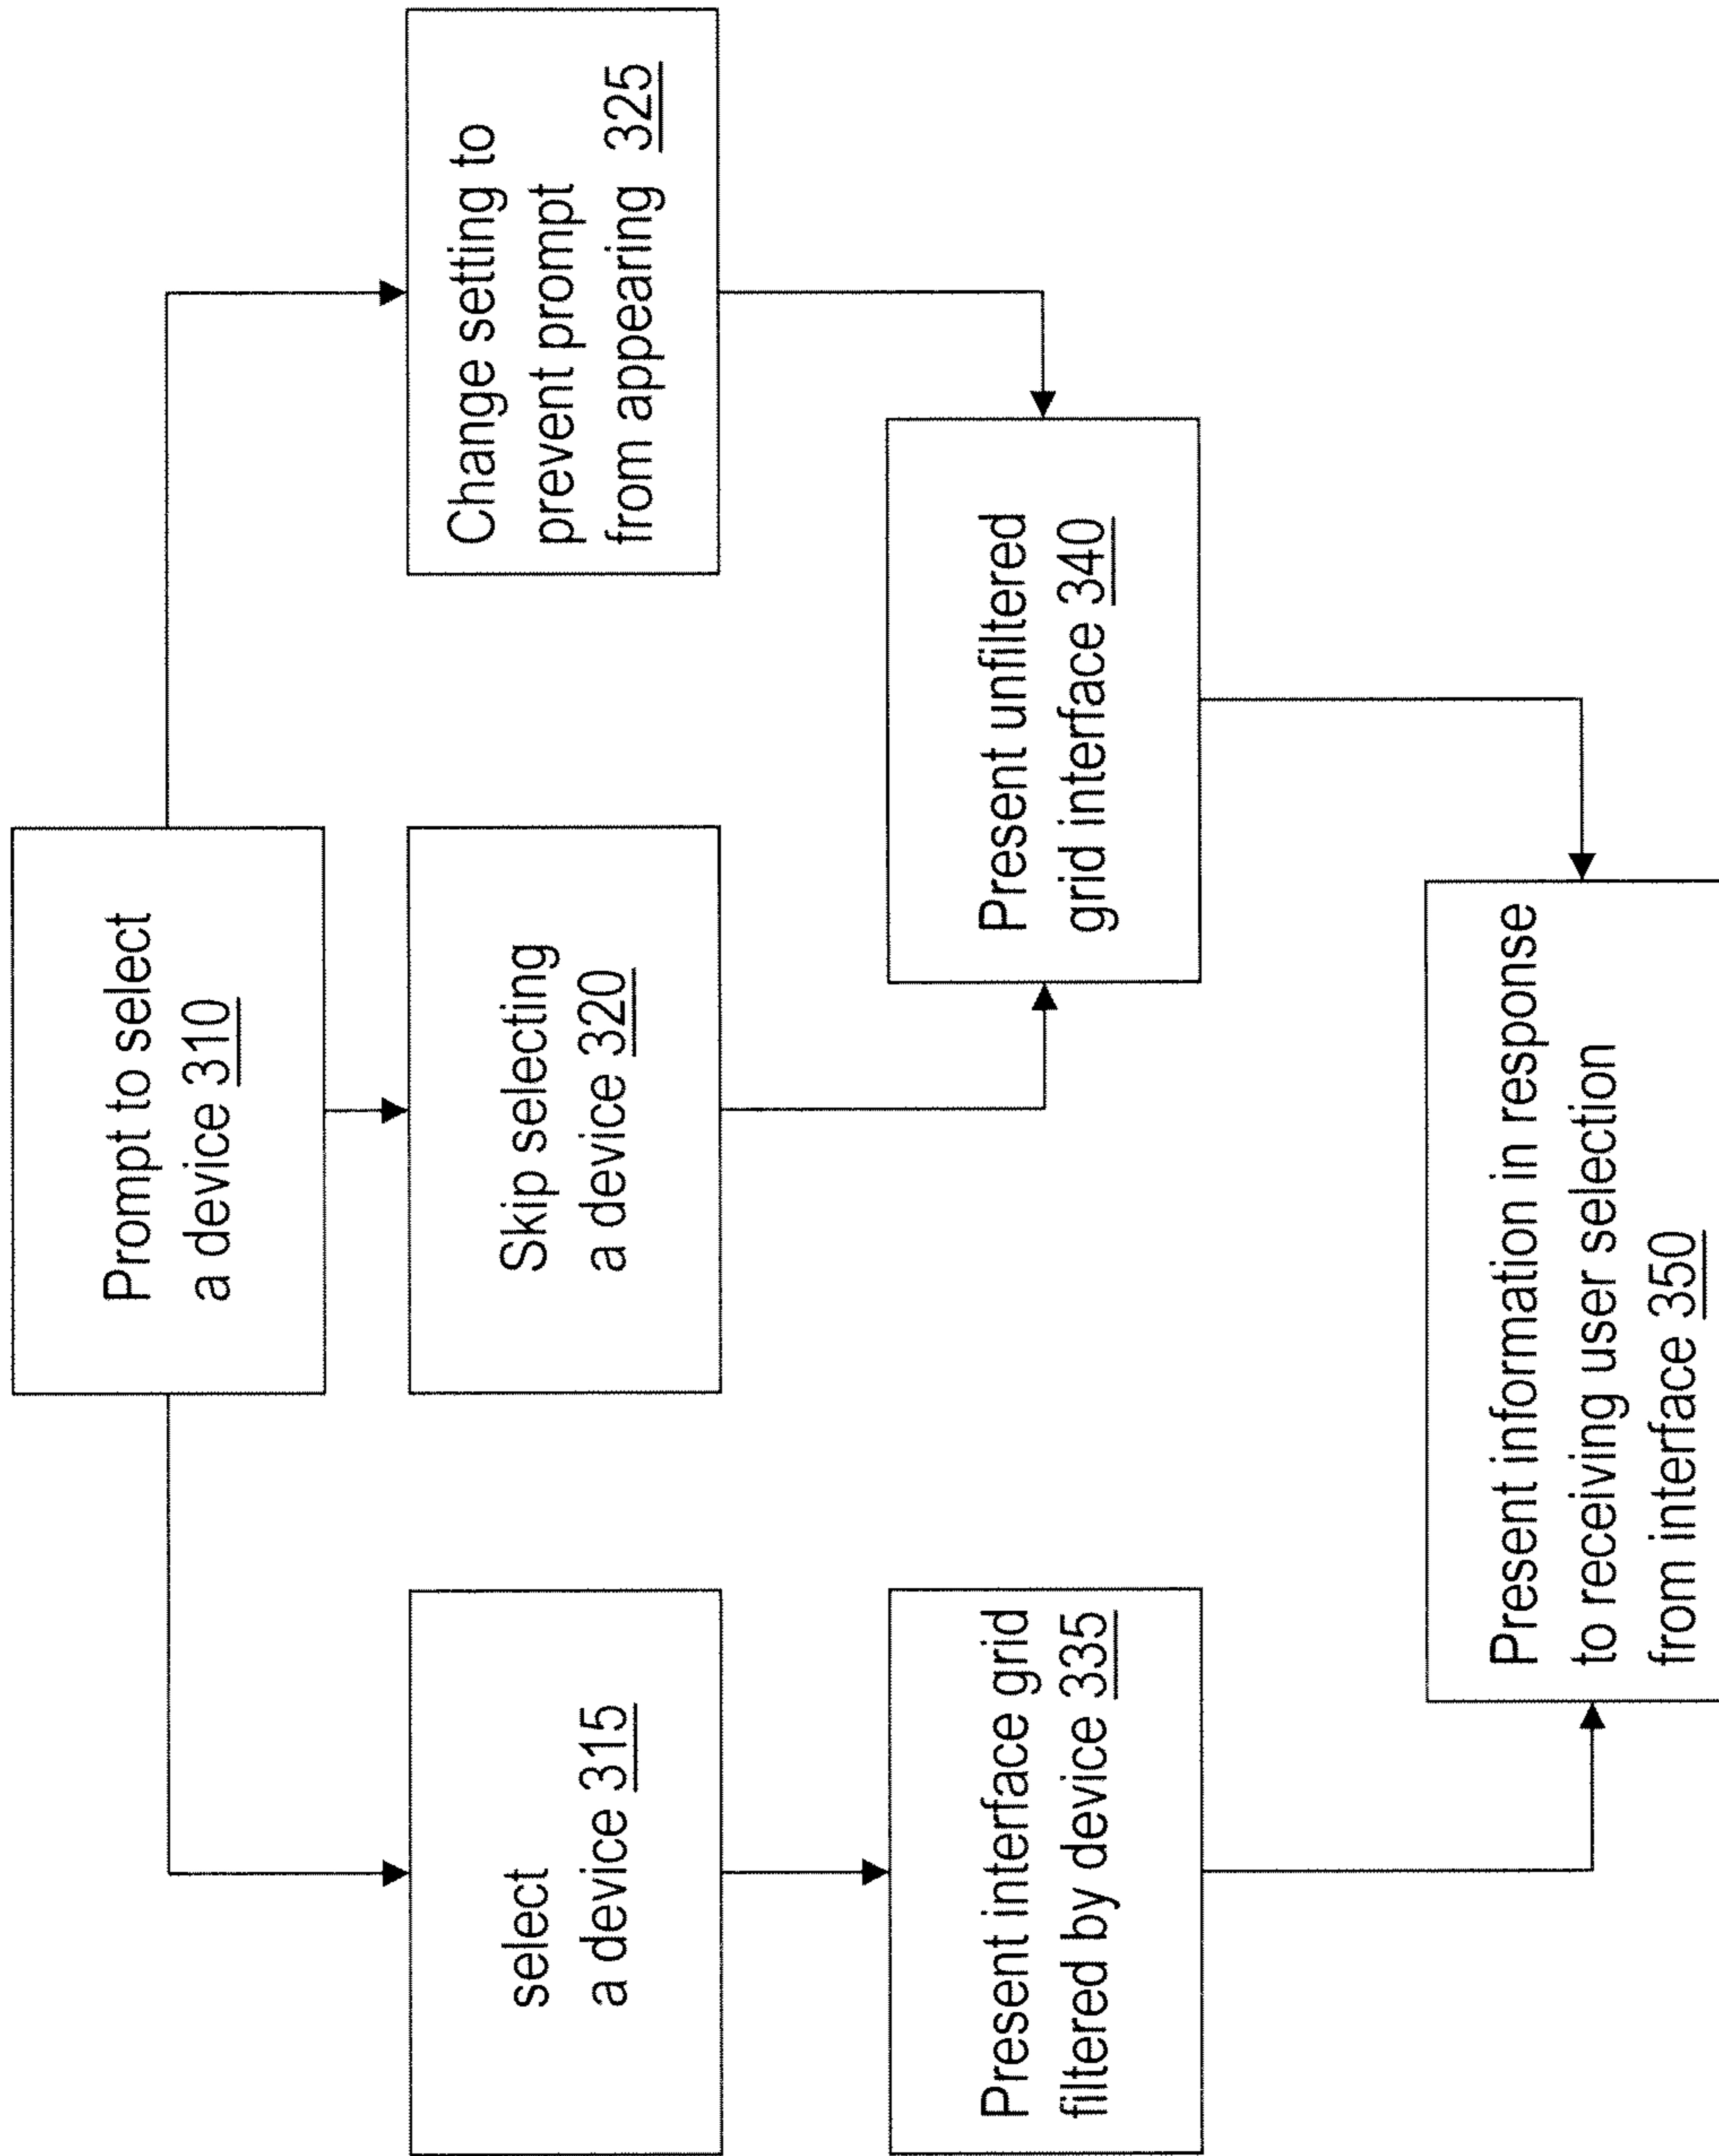 Prompt to select
a device 310
select
a device 315
Skip selecting
a device 320
Change setting to
prevent prompt
from appearing 325
Present interface grid
filtered by device 335
Present unfiltered
grid interface 340
Present information in response
to receiving user selection
from interface 350